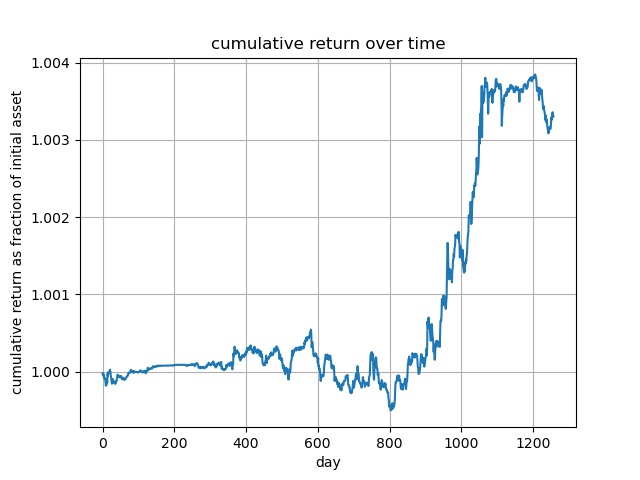 cumulative return over time
1.004
1.003
1.002
1.001
1.000
cumulative return as fraction of initial asset
0 200 400 600 800 1000 1200
day